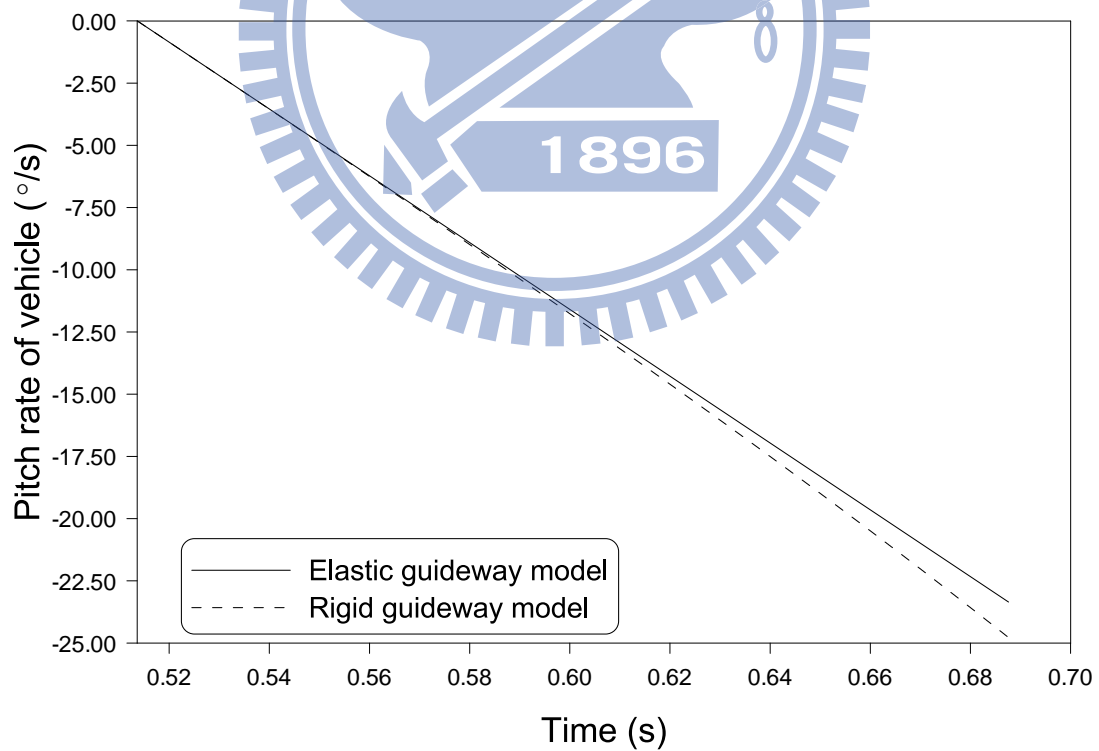 0.00
-2.50
-5.00
-7.50
-10.00
-12.50
-15.00
-17.50
-20.00
-22.50
-25.00
Pitch rate of vehicle (°/s)
1896
8
Elastic guideway model
Rigid guideway model
0.52 0.54 0.56 0.58 0.60 0.62 0.64 0.66 0.68 0.70
Time (s)